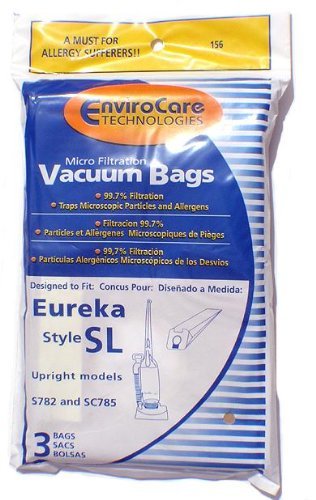 A MUST FOR
ALLERGY SUFFERERS!!
156
EnviroCare
TECHNOLOGIES
Micro Filtration
Vacuum Bags
• 99.7% Filtration
• Traps Microscopic Particles and Allergens
• Filtracion 99.7%
• Particles et Allergenes Microscopiques de Pièges
• 99,7% Filtración
• Partículas Alergénicos Microscópicos de los Desvios
Designed to Fit: Concus Pour: Diseñado a Medida:
Eureka
Style SL
Upright models
S782 and SC785
3 BAGS
SACS
BOLSAS